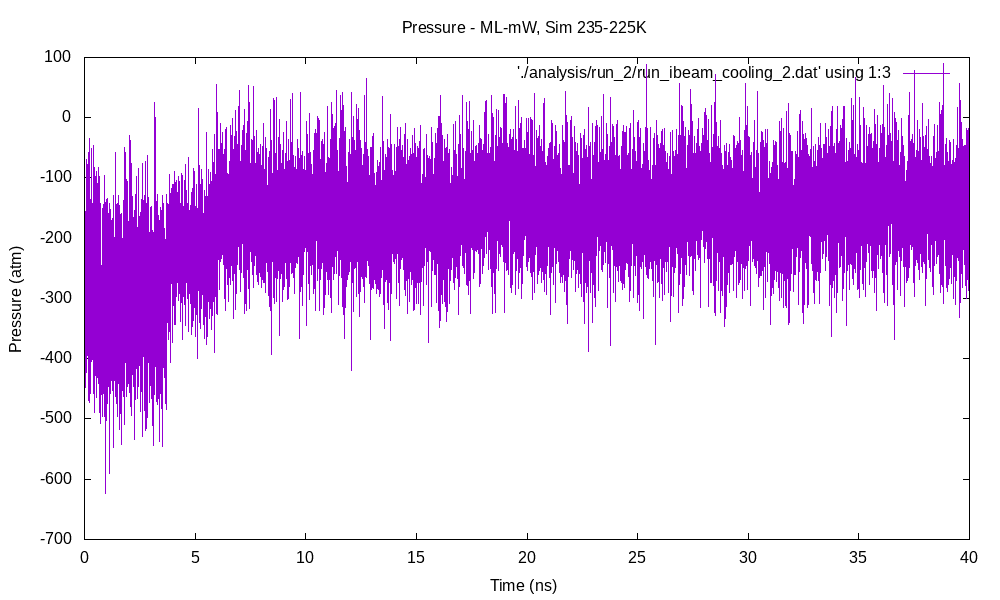 Pressure - ML-mW, Sim 235-225K
'./analysis/run_2/run_ibeam_cooling_2.dat' using 1:3
100
0
-100
-200
-300
-400
-500
-600
-700
Pressure (atm)
0 5 10 15 20 25 30 35 40
Time (ns)